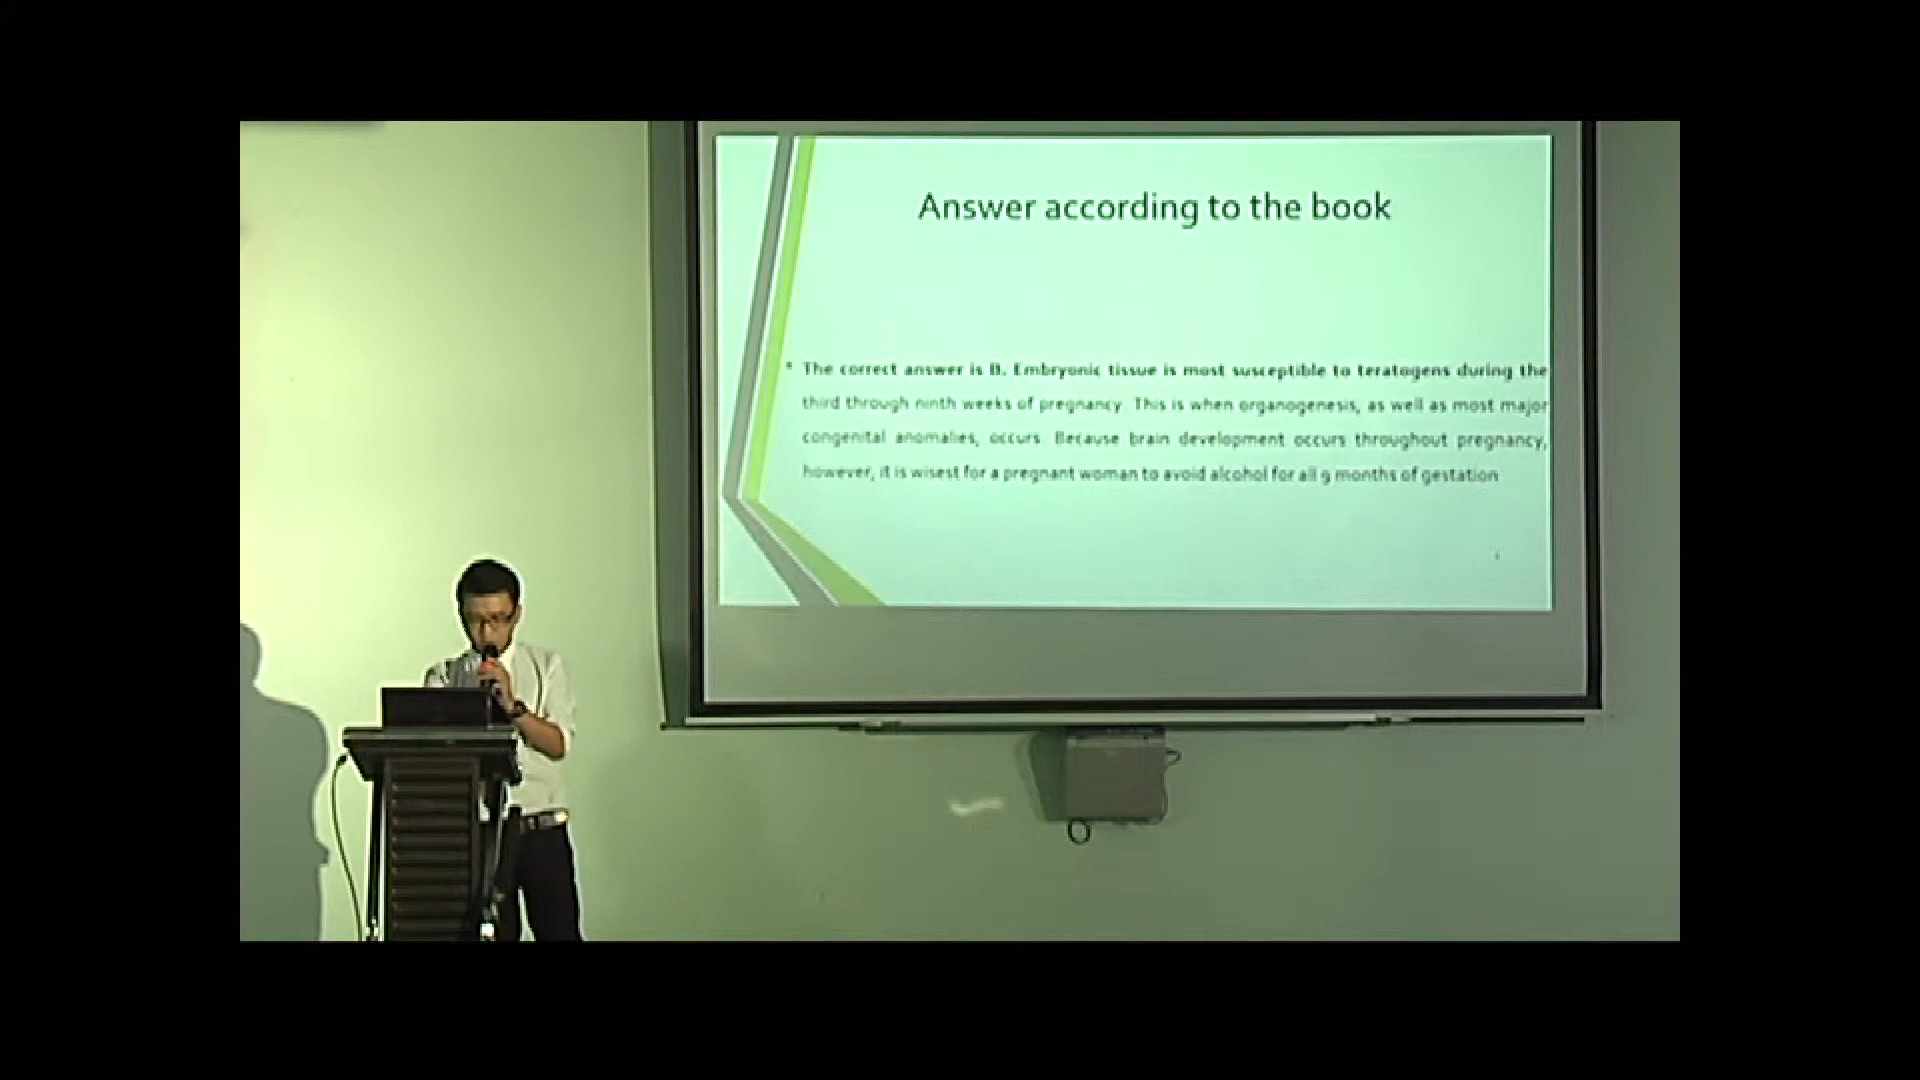 Answer according to the book
* The correct answer is B. Embryonic tissue is most susceptible to teratogens during the
third through ninth weeks of pregnancy. This is when organogenesis, as well as most major
congenital anomalies, occurs. Because brain development occurs throughout pregnancy,
however, it is wisest for a pregnant woman to avoid alcohol for all 9 months of gestation